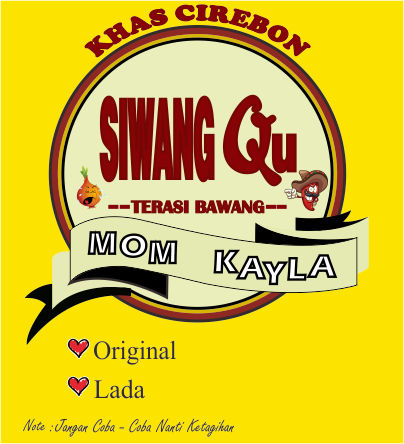 KHAS CIREBON
SIWANG Qu
--TERASI BAWANG--
MOM KAYLA
Original
Lada
Note : Jangan Coba - Coba Nanti Ketagihan